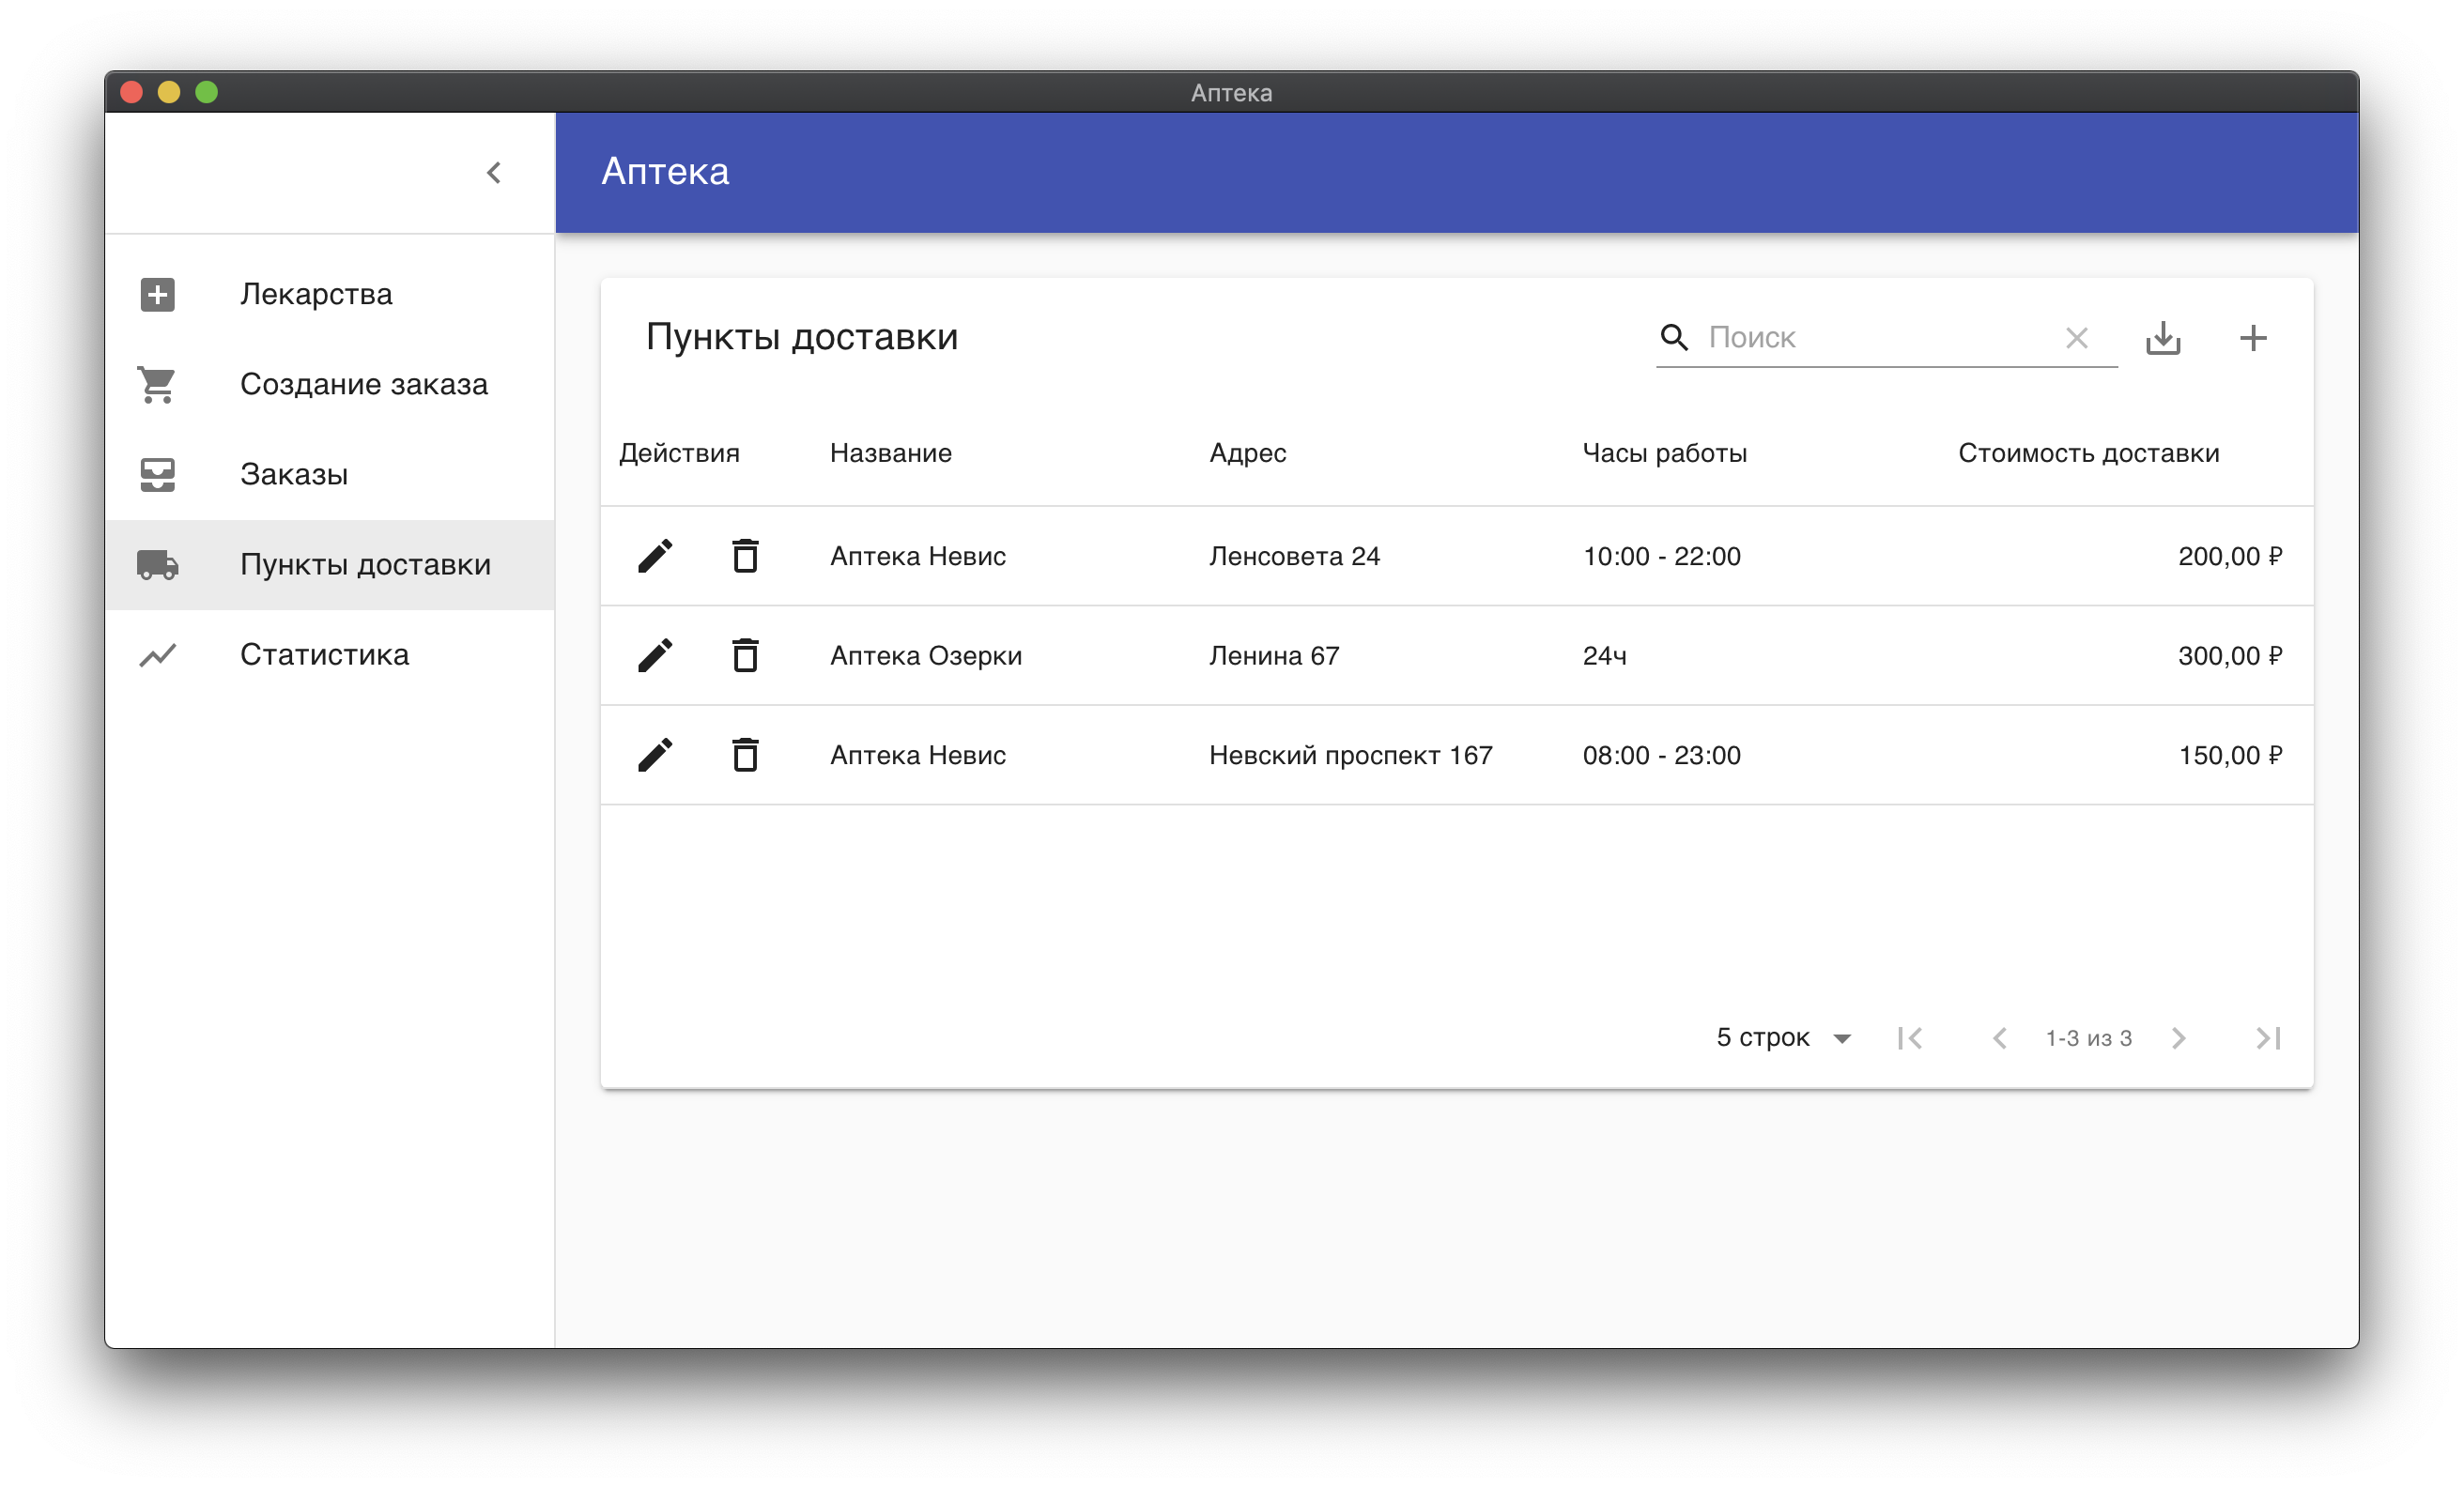 Аптека
Аптека
Лекарства
Создание заказа
Заказы
Пункты доставки
Статистика
Пункты доставки
Поиск
Действия Название Адрес Часы работы Стоимость доставки
Аптека Невис Ленсовета 24 10:00 - 22:00 200,00 ₽
Аптека Озерки Ленина 67 24ч 300,00 ₽
Аптека Невис Невский проспект 167 08:00 - 23:00 150,00 ₽
5 строк 1-3 из 3